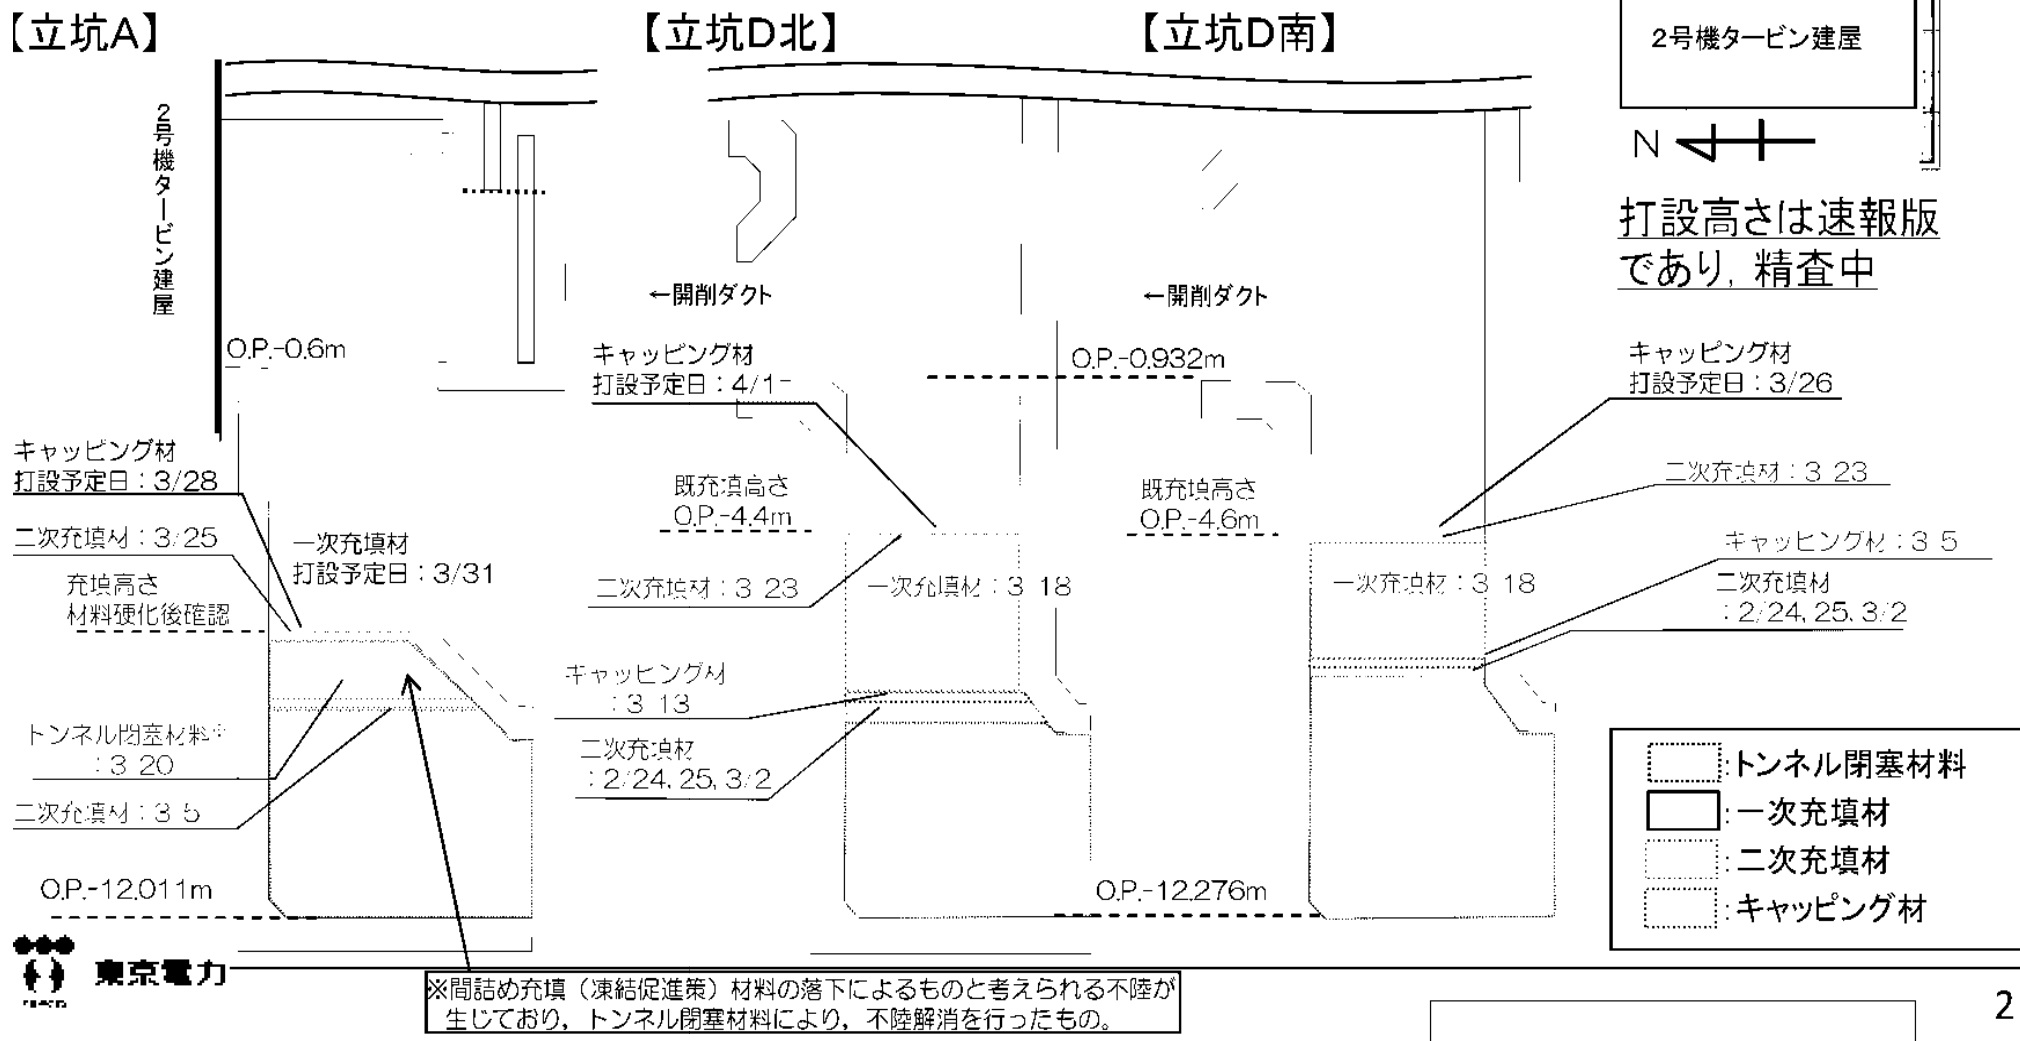 【立坑A】
【立坑D北】
【立坑D南】
2号機タービン建屋
2号機タービン建屋
N
打設高さは速報版
であり, 精査中
←開削ダクト
←開削ダクト
O.P.-0.6m
キャッピング材
打設予定日：4/1
O.P.-0.932m
キャッピング材
打設予定日：3/26
キャッピング材
打設予定日：3/28
既充填高さ
O.P.-4.4m
既充填高さ
O.P.-4.6m
二次充填材：3 23
二次充填材：3/25
一次充填材
打設予定日：3/31
キャッピング材：3 5
充填高さ
材料硬化後確認
二次充填材：3 23
一次充填材：3 18
一次充填材：3 18
二次充填材
：2/24, 25, 3/2
キャッピング材
：3 13
トンネル閉塞材料※
：3 20
二次充填材
：2/24, 25, 3/2
二次充填材：3 5
：トンネル閉塞材料
：一次充填材
：二次充填材
：キャッピング材
O.P.-12.011m
O.P.-12.276m
東京電力
※間詰め充填（凍結促進策）材料の落下によるものと考えられる不陸が
生じており，トンネル閉塞材料により，不陸解消を行ったもの。
2